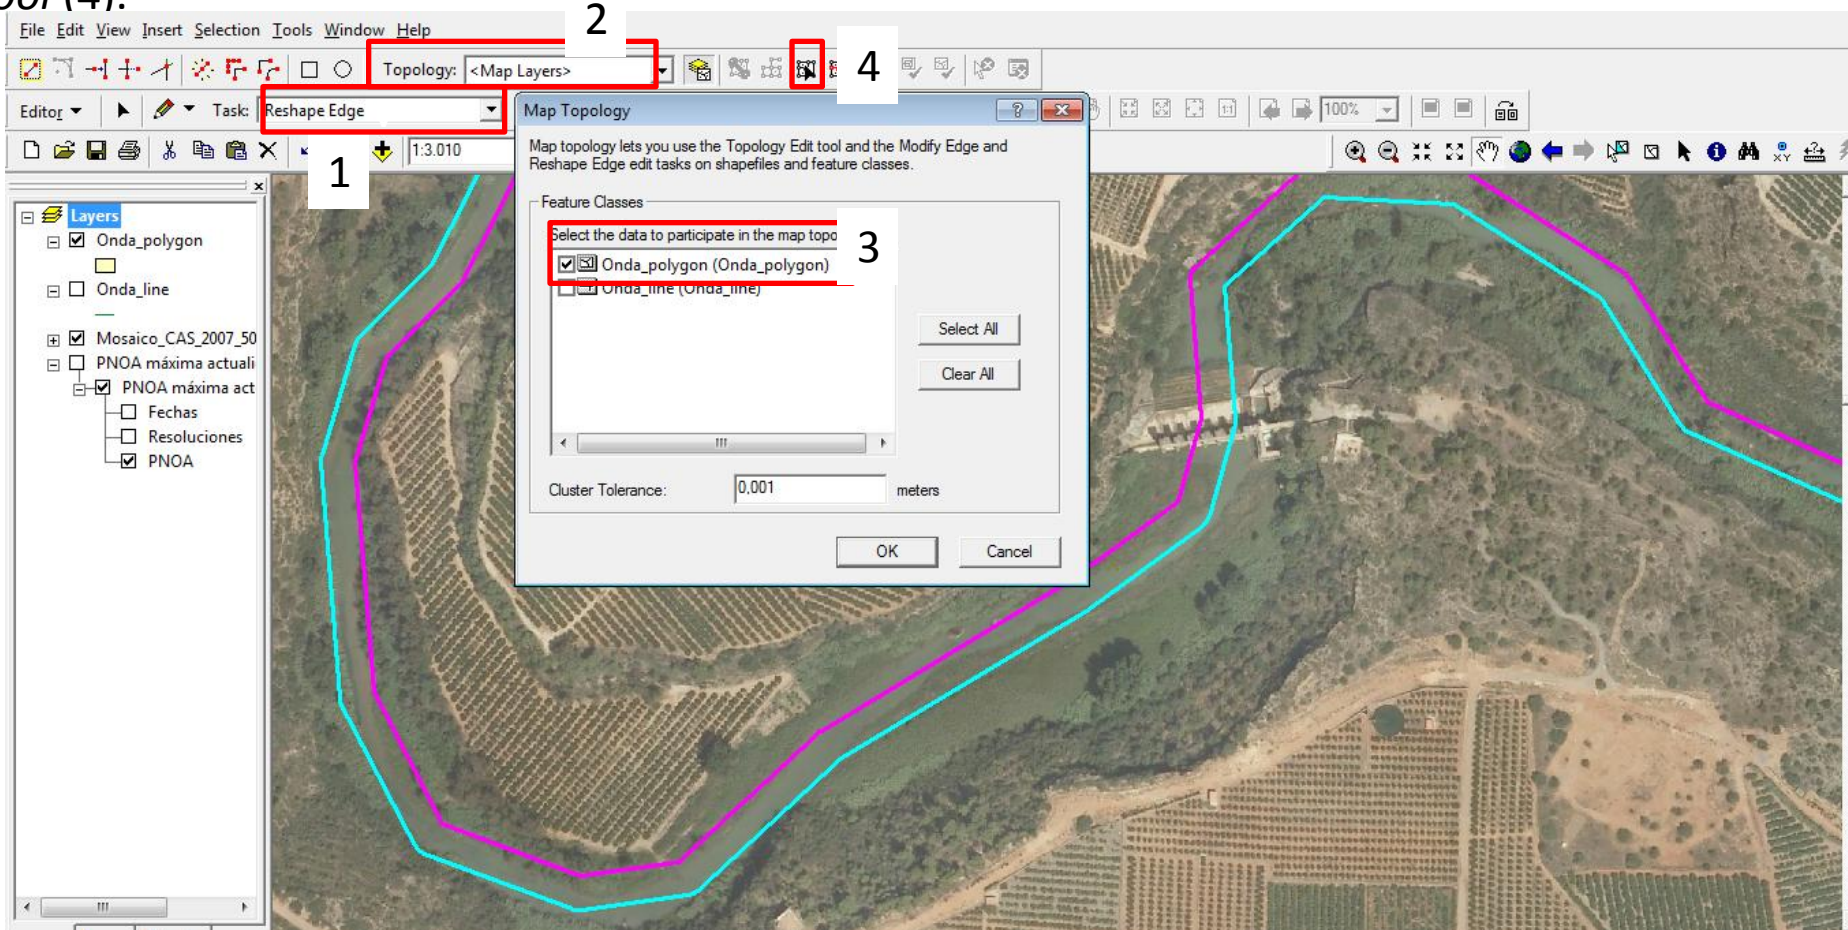 (4).
2
File Edit View Insert Selection Tools Window Help
Topology: <Map Layers>
4
Editor Task: Reshape Edge
100%
1:3.010
1
Map Topology
Map topology lets you use the Topology Edit tool and the Modify Edge and
Reshape Edge edit tasks on shapefiles and feature classes.
Feature Classes
Select the data to participate in the map topo
3
Onda_polygon (Onda_polygon)
Onda_line (Onda_line)
Select All
Clear All
Cluster Tolerance: 0,001 meters
OK Cancel
Layers
Onda_polygon
Onda_line
Mosaico_CAS_2007_50
PNOA máxima actuali
PNOA máxima act
Fechas
Resoluciones
PNOA